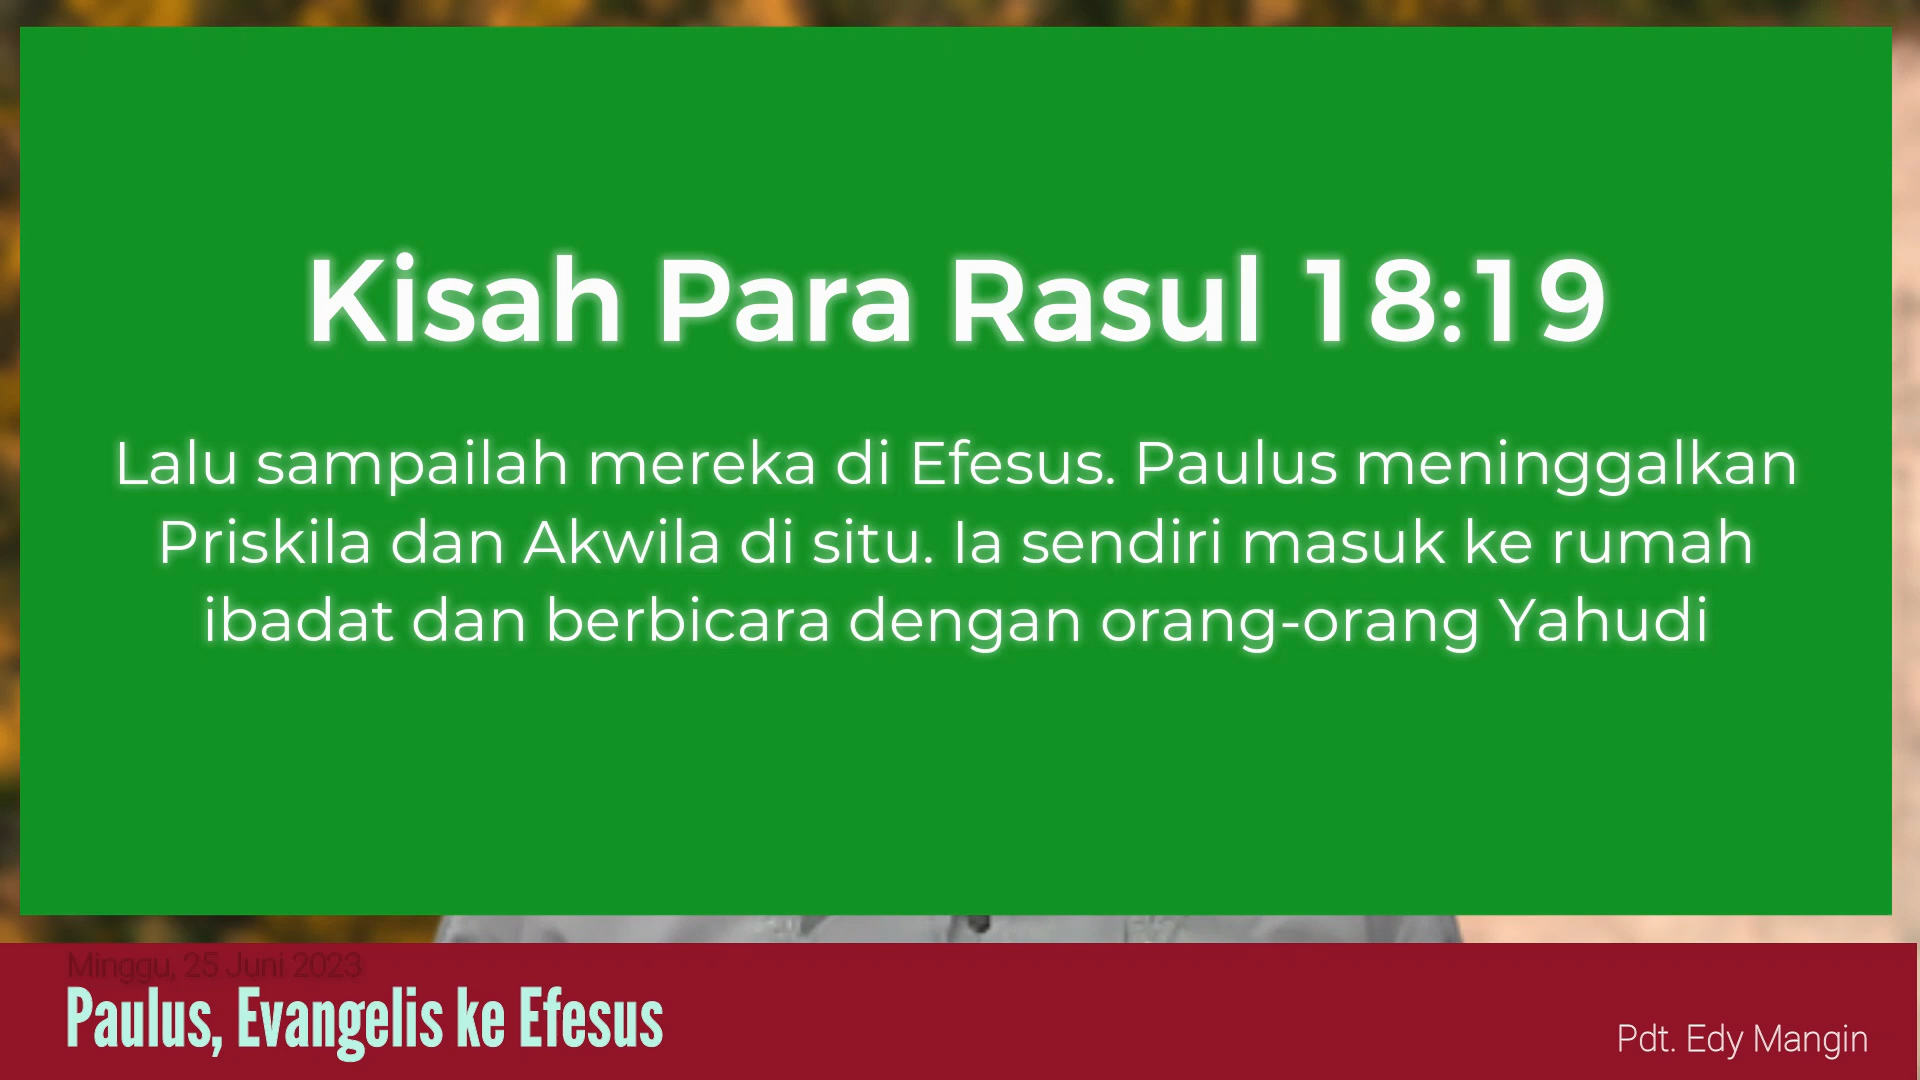 Kisah Para Rasul 18:19
Lalu sampailah mereka di Efesus. Paulus meninggalkan
Priskila dan Akwila di situ. Ia sendiri masuk ke rumah
ibadat dan berbicara dengan orang-orang Yahudi
Minggu, 25 Juni 2023
Paulus, Evangelis ke Efesus
Pdt. Edy Mangin